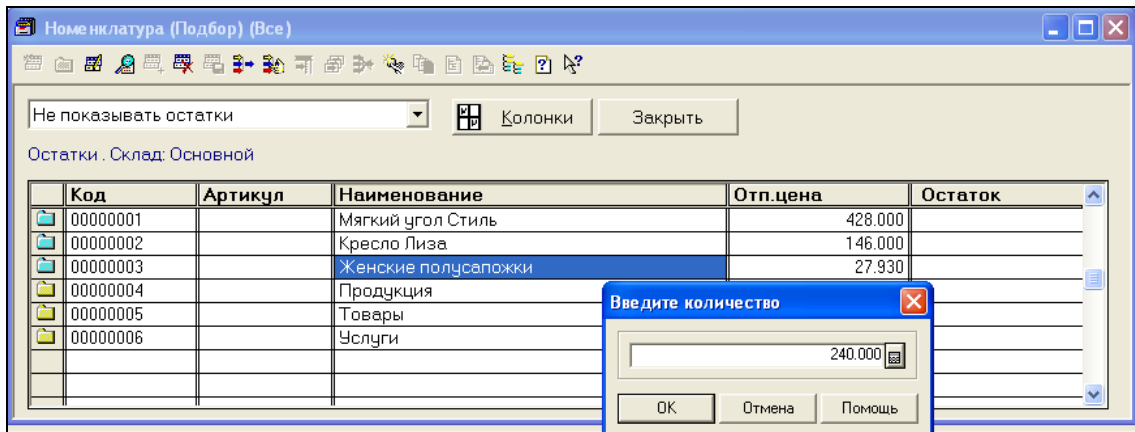 Номенклатура (Подбор) (Все)
Не показывать остатки
Колонки
Закрыть
Остатки . Склад: Основной
Код Артикул Наименование Отп.цена Остаток
00000001 Мягкий угол Стиль 428.000
00000002 Кресло Лиза 146.000
00000003 Женские полусапожки 27.930
00000004 Продукция
00000005 Товары
00000006 Услуги
Введите количество
240.000
OK Отмена Помощь